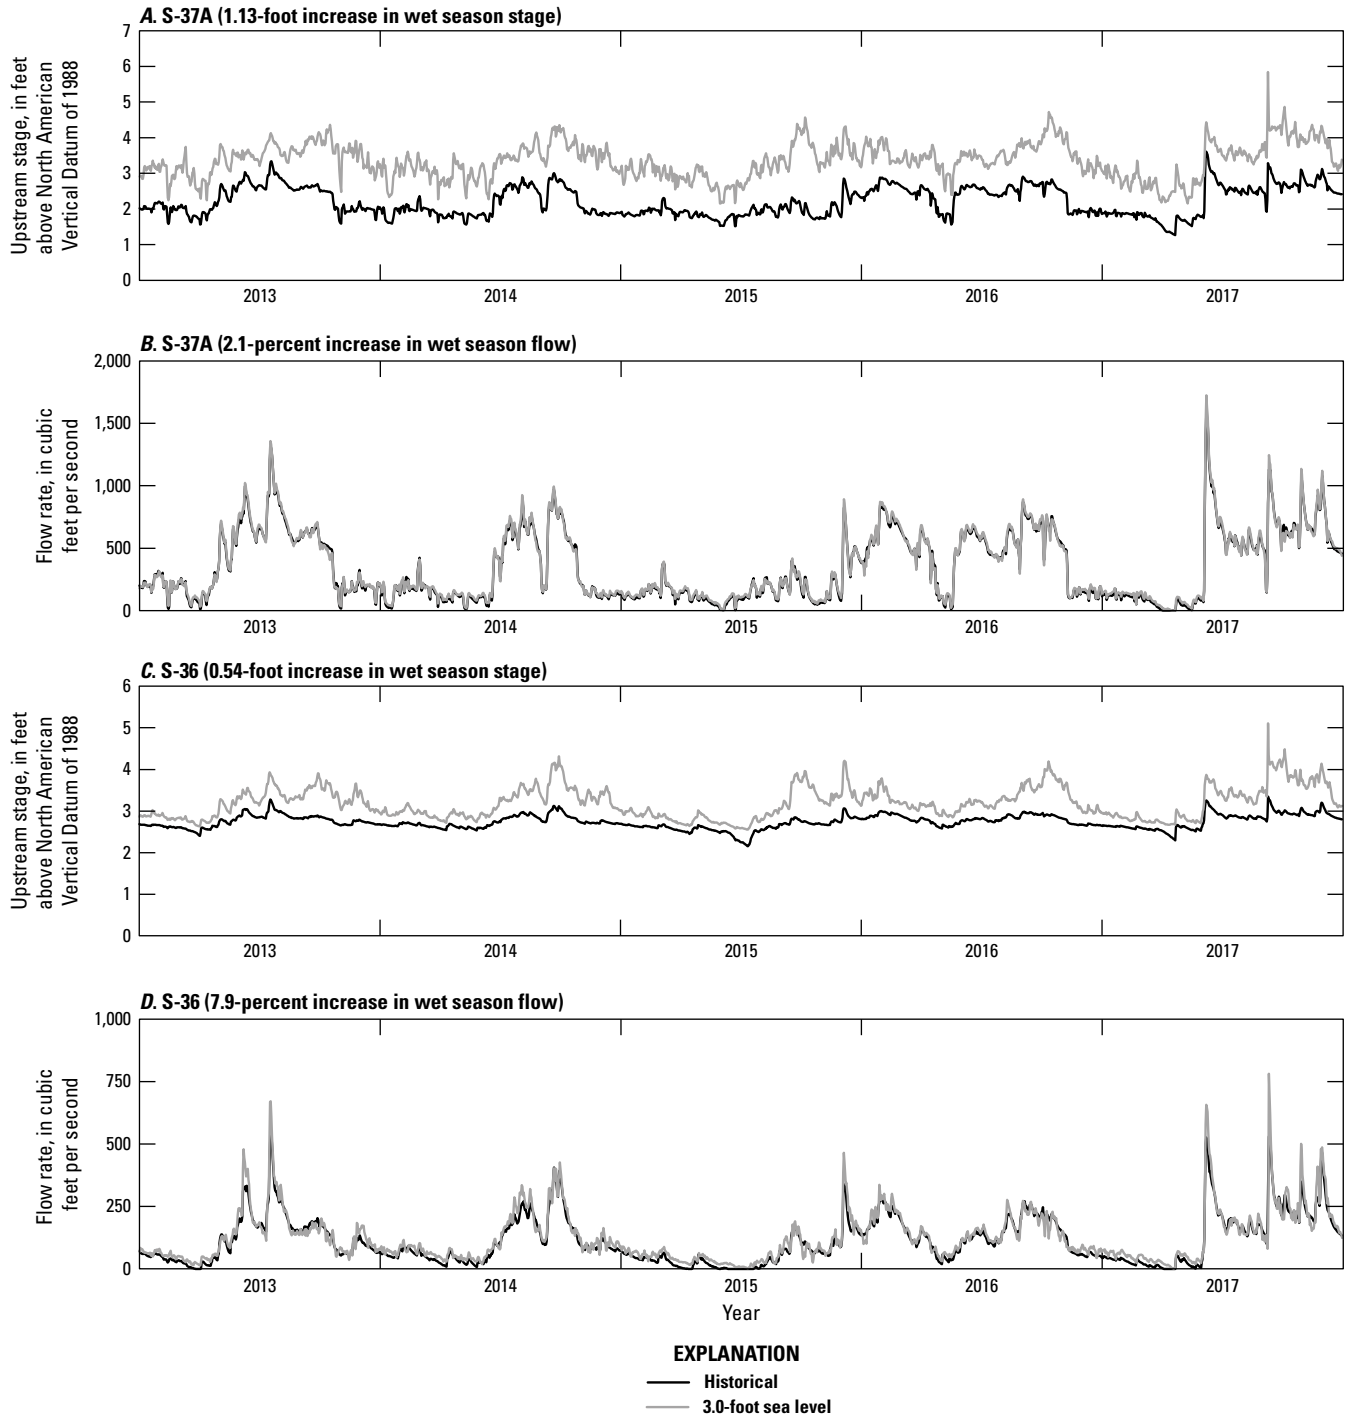 A. S-37A (1.13-foot increase in wet season stage)
Upstream stage, in feet
above North American
Vertical Datum of 1988
7
6
5
4
3
2
1
0
2013
2014
2015
2016
2017
B. S-37A (2.1-percent increase in wet season flow)
Flow rate, in cubic
feet per second
2,000
1,500
1,000
500
0
2013
2014
2015
2016
2017
C. S-36 (0.54-foot increase in wet season stage)
Upstream stage, in feet
above North American
Vertical Datum of 1988
6
5
4
3
2
1
0
2013
2014
2015
2016
2017
D. S-36 (7.9-percent increase in wet season flow)
Flow rate, in cubic
feet per second
1,000
750
500
250
0
2013
2014
2015
2016
2017
Year
EXPLANATION
Historical
3.0-foot sea level